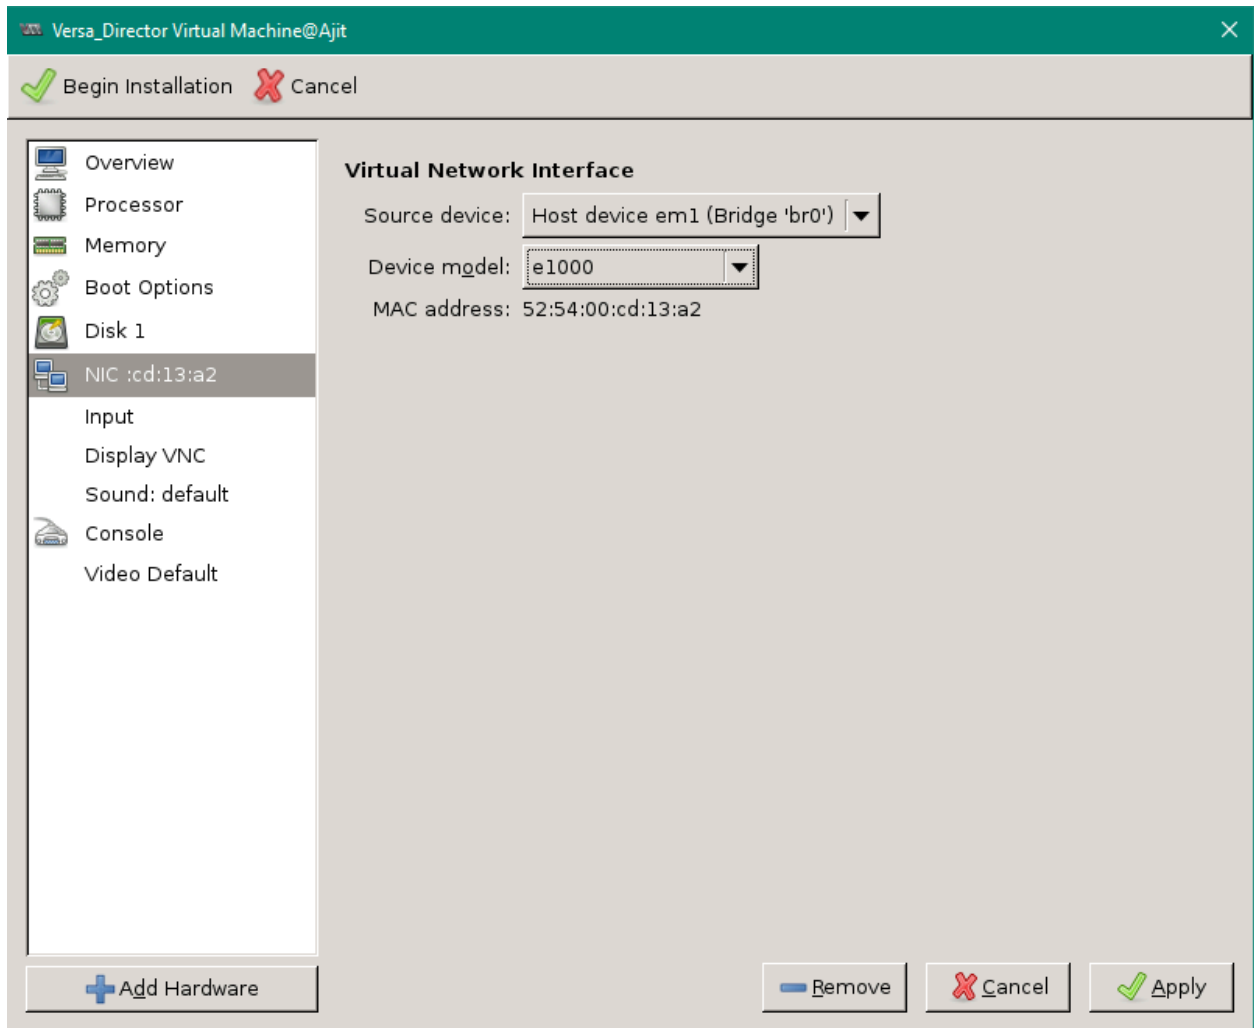 Versa_Director Virtual Machine@Ajit
Begin Installation Cancel
Overview
Processor
Memory
Boot Options
Disk 1
NIC :cd:13:a2
Input
Display VNC
Sound: default
Console
Video Default
Add Hardware
Virtual Network Interface
Source device: Host device em1 (Bridge 'br0')
Device model: e1000
MAC address: 52:54:00:cd:13:a2
Remove Cancel Apply